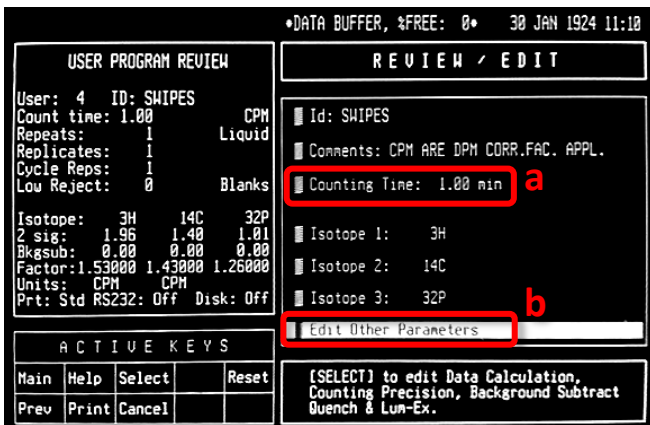 ♦DATA BUFFER, %FREE: 0♦ 30 JAN 1924 11:10
USER PROGRAM REVIEW
User: 4 ID: SWIPES
Count time: 1.00 CPM
Repeats: 1 Liquid
Replicates: 1
Cycle Reps: 1
Low Reject: 0 Blanks
Isotope: 3H 14C 32P
2 sig: 1.96 1.40 1.01
Bkgsub: 0.00 0.00 0.00
Factor:1.53000 1.43000 1.26000
Units: CPM CPM
Prt: Std RS232: Off Disk: Off
ACTIVE KEYS
Main Help Select Reset
Prev Print Cancel
REVIEW / EDIT
Id: SWIPES
Comments: CPM ARE DPM CORR.FAC. APPL.
Counting Time: 1.00 min a
Isotope 1: 3H
Isotope 2: 14C
Isotope 3: 32P
b
Edit Other Parameters
[SELECT] to edit Data Calculation,
Counting Precision, Background Subtract
Quench & Lum-Ex.